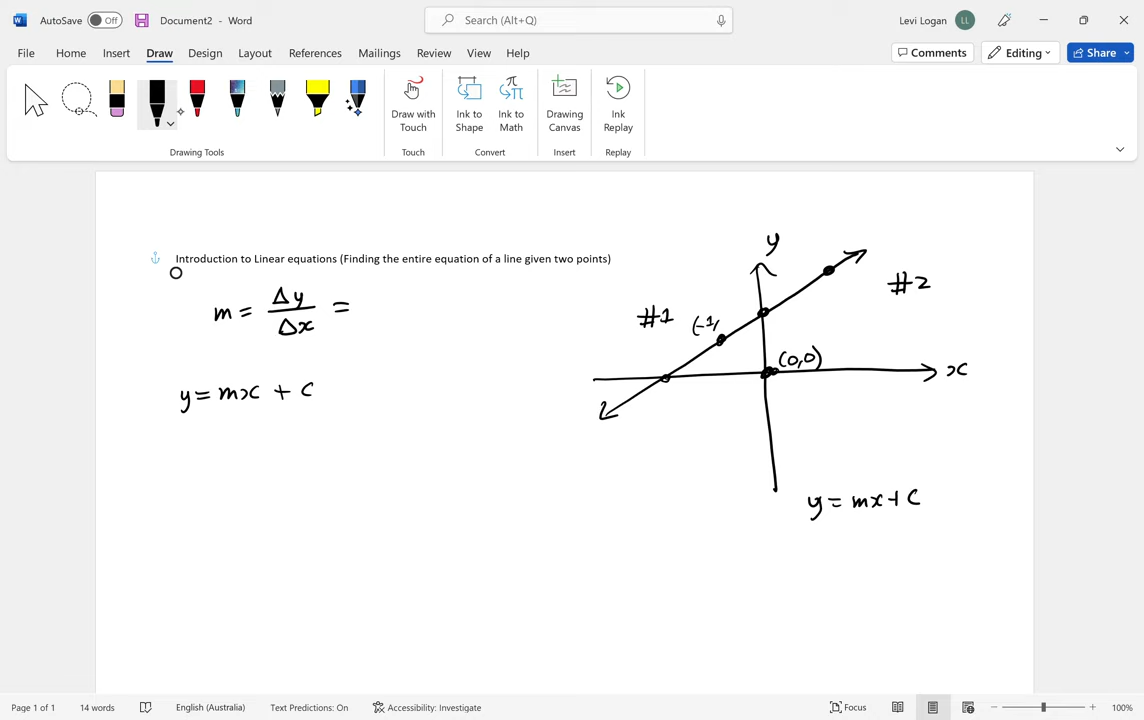 AutoSave Off Document2 - Word Search (Alt+Q) Levi Logan LL
File Home Insert Draw Design Layout References Mailings Review View Help Comments Editing Share
Draw with Touch
Ink to Shape
Ink to Math
Drawing Canvas
Ink Replay
Drawing Tools Touch Convert Insert Replay
Introduction to Linear equations (Finding the entire equation of a line given two points)
m = Δy/Δx =
y = mx + c
y
#2
#1
(-1,
(0,0)
x
y = mx + c
Page 1 of 1 14 words English (Australia) Text Predictions: On Accessibility: Investigate Focus 100%